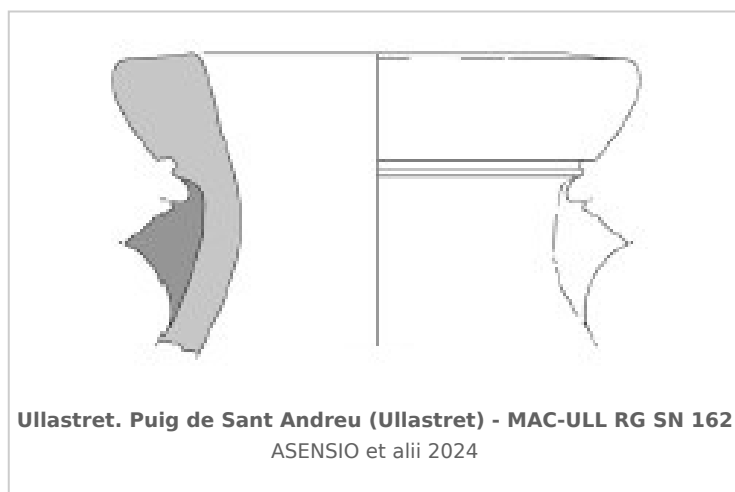 Ullastret. Puig de Sant Andreu (Ullastret) - MAC-ULL RG SN 162
ASENSIO et alii 2024